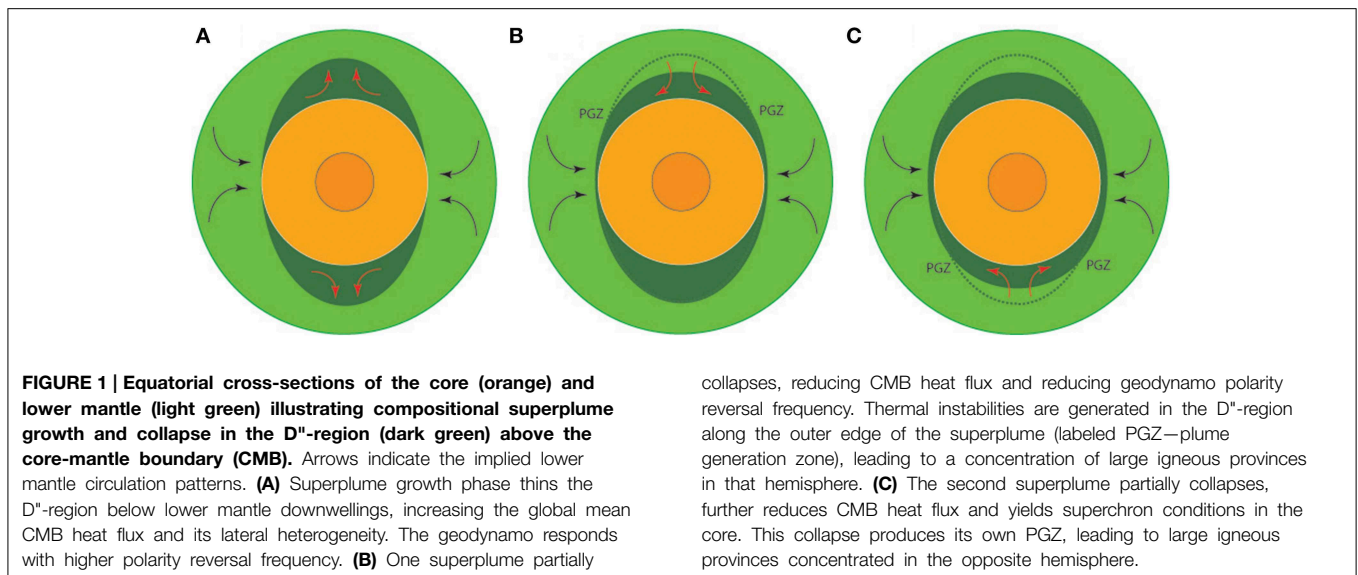 A
B
C
PGZ
PGZ
PGZ
PGZ
FIGURE 1 | Equatorial cross-sections of the core (orange) and
lower mantle (light green) illustrating compositional superplume
growth and collapse in the D"-region (dark green) above the
core-mantle boundary (CMB). Arrows indicate the implied lower
mantle circulation patterns. (A) Superplume growth phase thins the
D"-region below lower mantle downwellings, increasing the global mean
CMB heat flux and its lateral heterogeneity. The geodynamo responds
with higher polarity reversal frequency. (B) One superplume partially
collapses, reducing CMB heat flux and reducing geodynamo polarity
reversal frequency. Thermal instabilities are generated in the D"-region
along the outer edge of the superplume (labeled PGZ—plume
generation zone), leading to a concentration of large igneous provinces
in that hemisphere. (C) The second superplume partially collapses,
further reduces CMB heat flux and yields superchron conditions in the
core. This collapse produces its own PGZ, leading to large igneous
provinces concentrated in the opposite hemisphere.